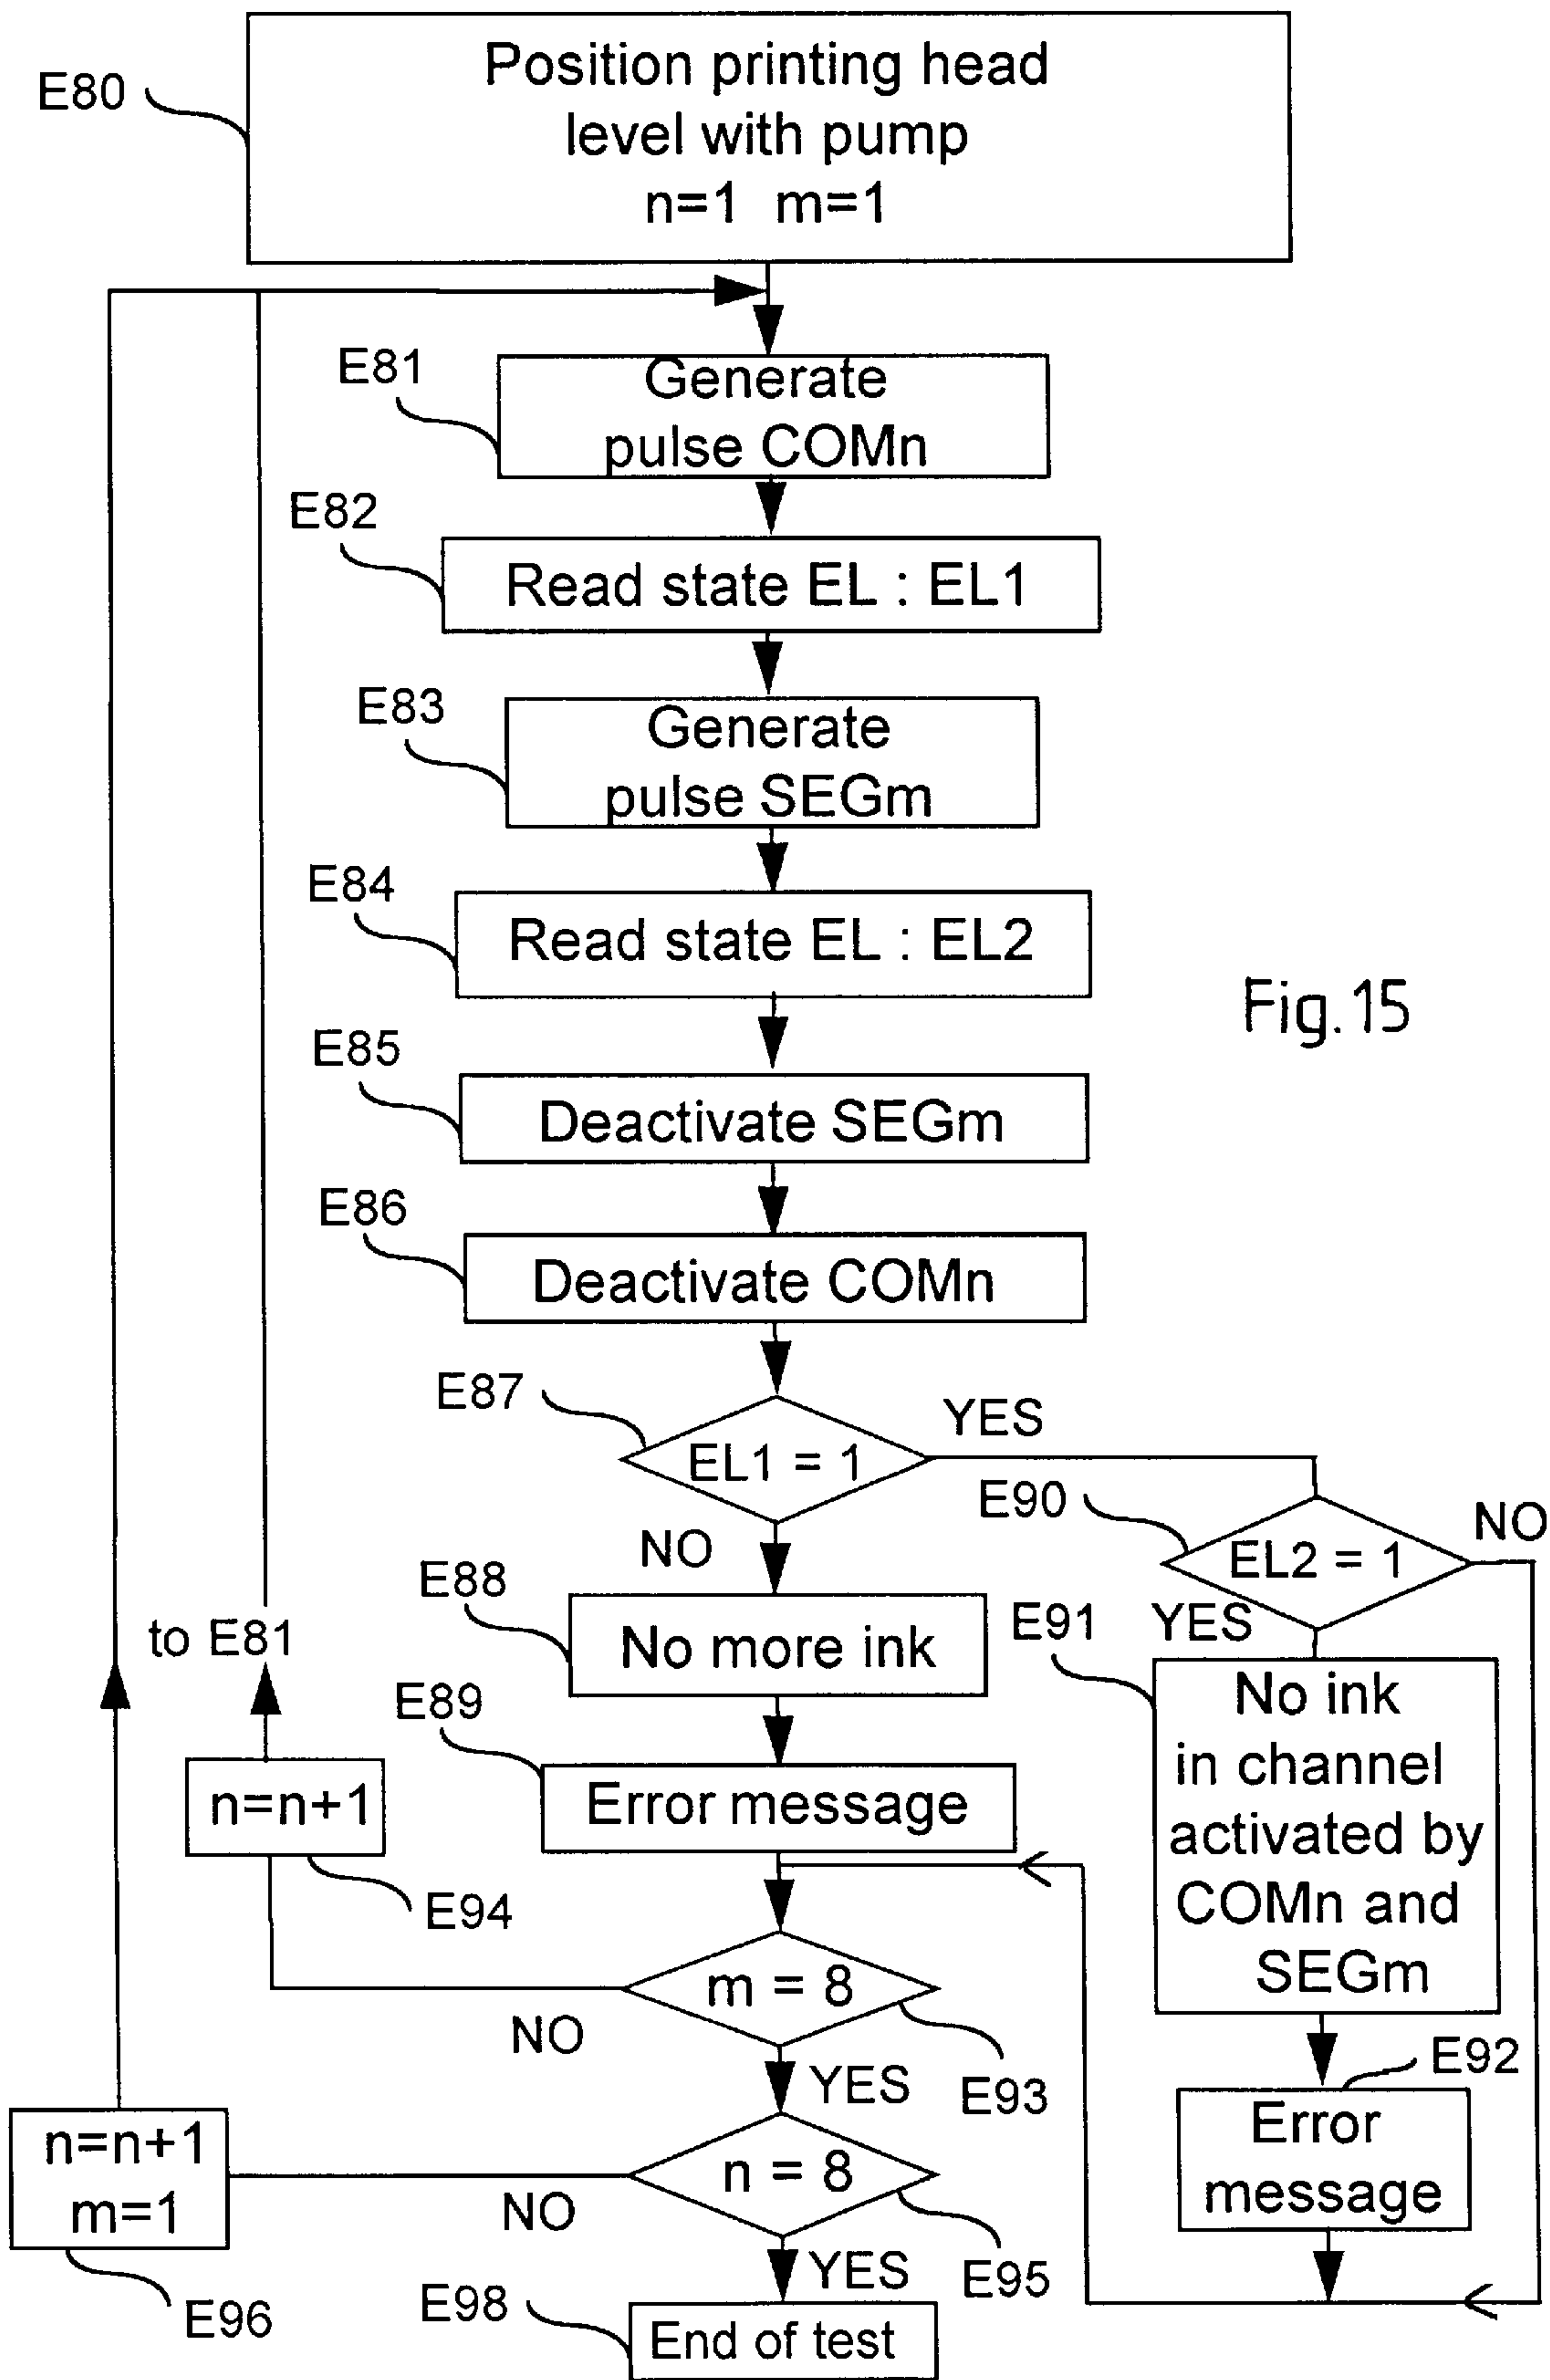 E80
Position printing head
level with pump
n=1 m=1
E81
Generate
pulse COMn
E82
Read state EL : EL1
E83
Generate
pulse SEGm
E84
Read state EL : EL2
Fig.15
E85
Deactivate SEGm
E86
Deactivate COMn
E87
EL1 = 1
YES
NO
E90
EL2 = 1
NO
YES
E88
No more ink
E91
No ink
in channel
activated by
COMn and
SEGm
to E81
E89
Error message
n=n+1
E94
m = 8
NO
YES
E93
E92
Error
message
n=n+1
m=1
E96
n = 8
NO
YES
E95
E98
End of test